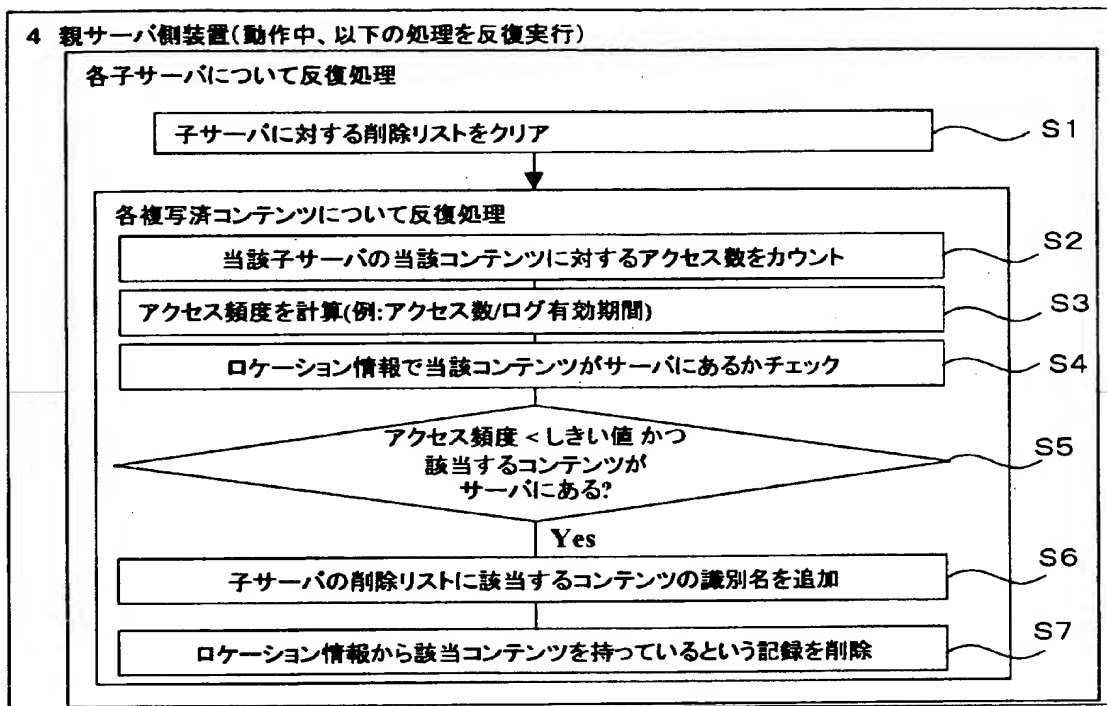 4 親サーバ側装置(動作中、以下の処理を反復実行)
各子サーバについて反復処理
子サーバに対する削除リストをクリア
S1
各複写済コンテンツについて反復処理
当該子サーバの当該コンテンツに対するアクセス数をカウント
S2
アクセス頻度を計算(例:アクセス数/ログ有効期間)
S3
ロケーション情報で当該コンテンツがサーバにあるかチェック
S4
アクセス頻度 < しきい値 かつ
該当するコンテンツが
サーバにある?
S5
Yes
子サーバの削除リストに該当するコンテンツの識別名を追加
S6
ロケーション情報から該当コンテンツを持っているという記録を削除
S7